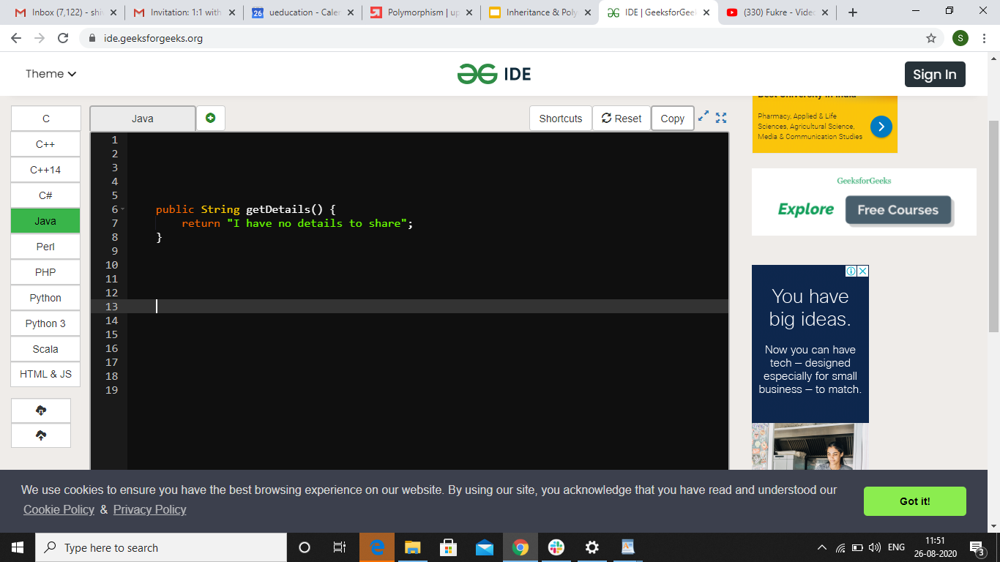 Inbox (7,122) - shi
Invitation: 1:1 with
26
ueducation - Caler
Polymorphism | up
Inheritance & Poly
IDE | GeeksforGeel
(330) Fukre - Vide
ide.geeksforgeeks.org
S
Theme
IDE
Sign In
C
C++
C++14
C#
Java
Perl
PHP
Python
Python 3
Scala
HTML & JS
Java
Shortcuts
Reset
Copy
1
2
3
4
5
6 public String getDetails() {
7 return "I have no details to share";
8 }
9
10
11
12
13
14
15
16
17
18
19
Best University in India
Pharmacy, Applied & Life
Sciences, Agricultural Science,
Media & Communication Studies
GeeksforGeeks
Explore Free Courses
You have
big ideas.
Now you can have
tech – designed
especially for small
business – to match.
We use cookies to ensure you have the best browsing experience on our website. By using our site, you acknowledge that you have read and understood our
Cookie Policy & Privacy Policy
Got it!
Type here to search
ENG
11:51
26-08-2020
3